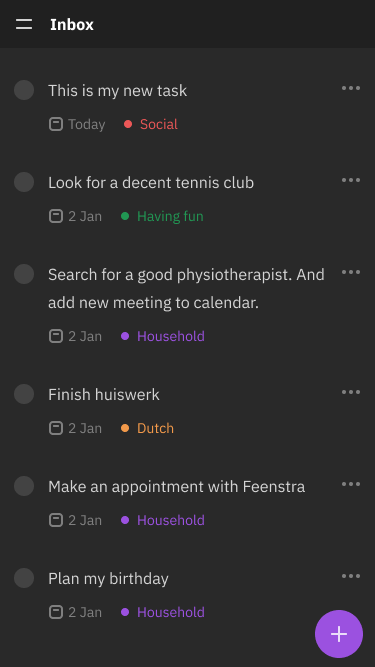 Inbox
This is my new task
Today Social
Look for a decent tennis club
2 Jan Having fun
Search for a good physiotherapist. And
add new meeting to calendar.
2 Jan Household
Finish huiswerk
2 Jan Dutch
Make an appointment with Feenstra
2 Jan Household
Plan my birthday
2 Jan Household